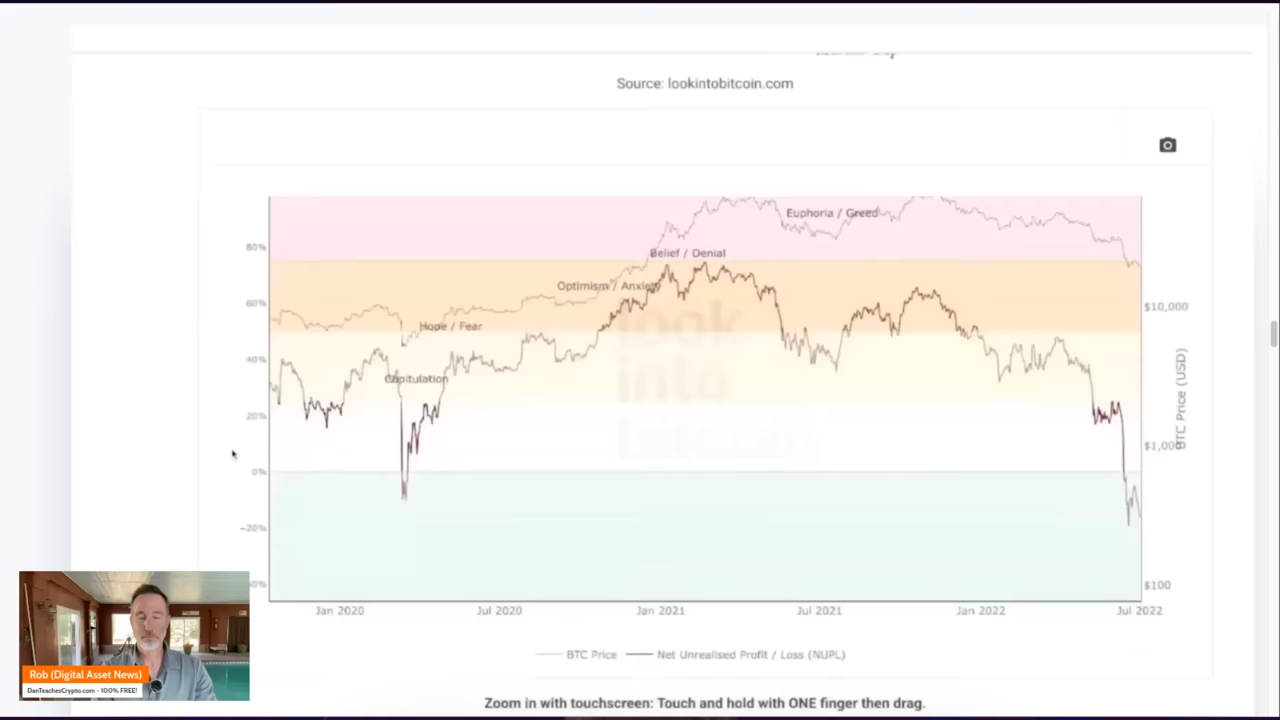 Source: lookintobitcoin.com
Euphoria / Greed
80%
Belief / Denial
Optimism / Anxiety
60%
$10,000
Hope / Fear
look
40%
Capitulation
into
20%
$1,000
BTC Price (USD)
0%
−20%
$100
Jan 2020
Jul 2020
Jan 2021
Jul 2021
Jan 2022
Jul 2022
BTC Price
Net Unrealised Profit / Loss (NUPL)
Rob (Digital Asset News)
DanTeachesCrypto.com - 100% FREE!
Zoom in with touchscreen: Touch and hold with ONE finger then drag.